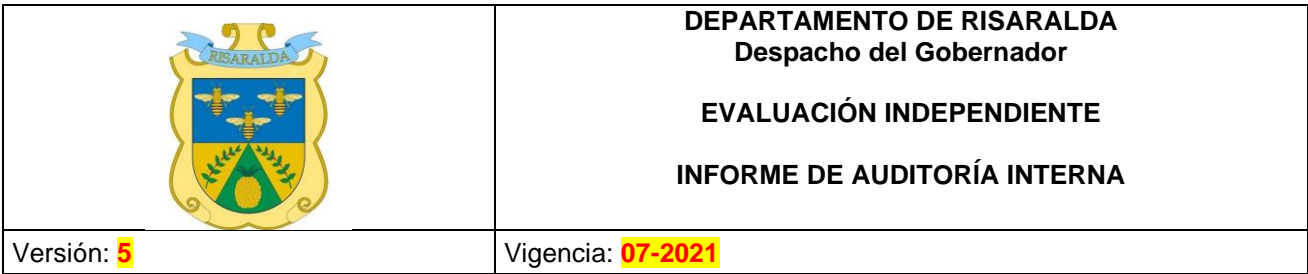 RISARALDA
DEPARTAMENTO DE RISARALDA
Despacho del Gobernador
EVALUACIÓN INDEPENDIENTE
INFORME DE AUDITORÍA INTERNA
Versión: 5
Vigencia: 07-2021